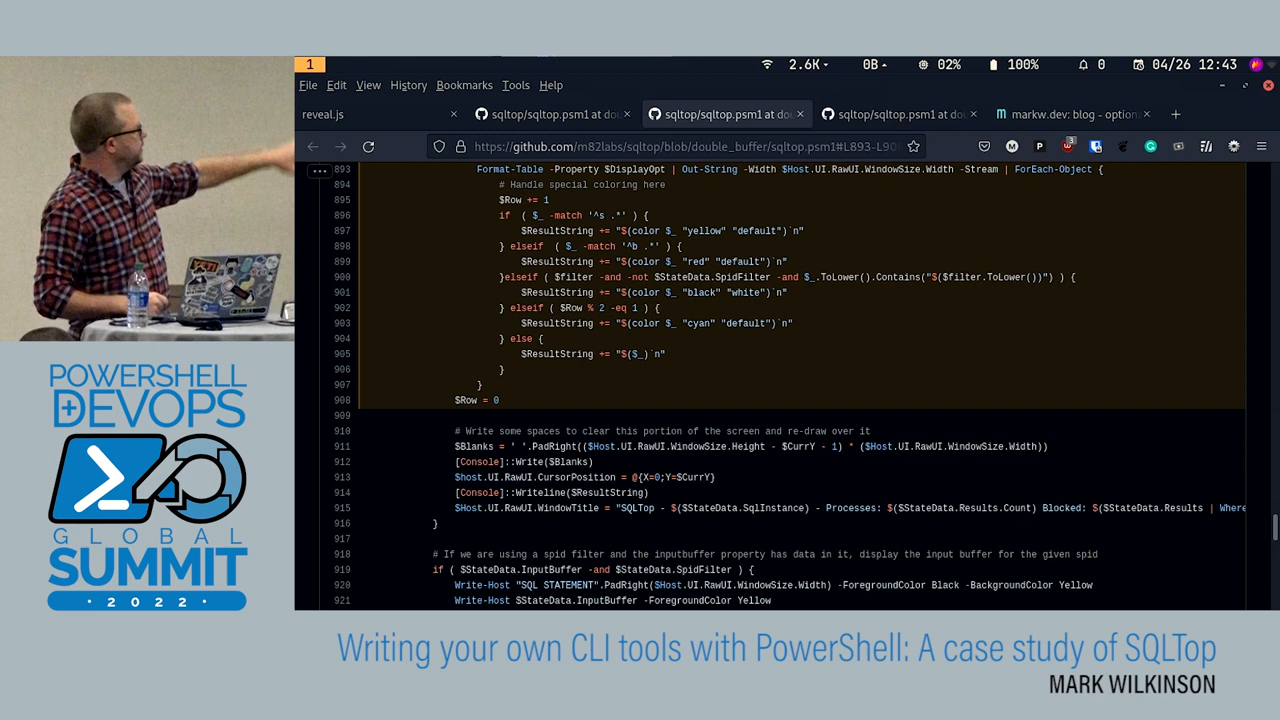 1
2.6K
0B
02%
100%
0
04/26 12:43
File Edit View History Bookmarks Tools Help
reveal.js
sqltop/sqltop.psm1 at do
sqltop/sqltop.psm1 at do
sqltop/sqltop.psm1 at do
markw.dev: blog - option
https://github.com/m82labs/sqltop/blob/double_buffer/sqltop.psm1#L893-L90
893 Format-Table -Property $DisplayOpt | Out-String -Width $Host.UI.RawUI.WindowSize.Width -Stream | ForEach-Object {
894 # Handle special coloring here
895 $Row += 1
896 if ( $_ -match '^s .*' ) {
897 $ResultString += "$(color $_ "yellow" "default")`n"
898 } elseif ( $_ -match '^b .*' ) {
899 $ResultString += "$(color $_ "red" "default")`n"
900 }elseif ( $filter -and -not $StateData.SpidFilter -and $_.ToLower().Contains("$($filter.ToLower())") ) {
901 $ResultString += "$(color $_ "black" "white")`n"
902 } elseif ( $Row % 2 -eq 1 ) {
903 $ResultString += "$(color $_ "cyan" "default")`n"
904 } else {
905 $ResultString += "$($_)`n"
906 }
907 }
908 $Row = 0
909
910 # Write some spaces to clear this portion of the screen and re-draw over it
911 $Blanks = ' '.PadRight(($Host.UI.RawUI.WindowSize.Height - $CurrY - 1) * ($Host.UI.RawUI.WindowSize.Width))
912 [Console]::Write($Blanks)
913 $host.UI.RawUI.CursorPosition = @{X=0;Y=$CurrY}
914 [Console]::Writeline($ResultString)
915 $Host.UI.RawUI.WindowTitle = "SQLTop - $($StateData.SqlInstance) - Processes: $($StateData.Results.Count) Blocked: $($StateData.Results | Where
916 }
917
918 # If we are using a spid filter and the inputbuffer property has data in it, display the input buffer for the given spid
919 if ( $StateData.InputBuffer -and $StateData.SpidFilter ) {
920 Write-Host "SQL STATEMENT".PadRight($Host.UI.RawUI.WindowSize.Width) -ForegroundColor Black -BackgroundColor Yellow
921 Write-Host $StateData.InputBuffer -ForegroundColor Yellow
YETI
POWERSHELL
+ DEVOPS
GLOBAL
SUMMIT
· 2022 ·
Writing your own CLI tools with PowerShell: A case study of SQLTop
MARK WILKINSON